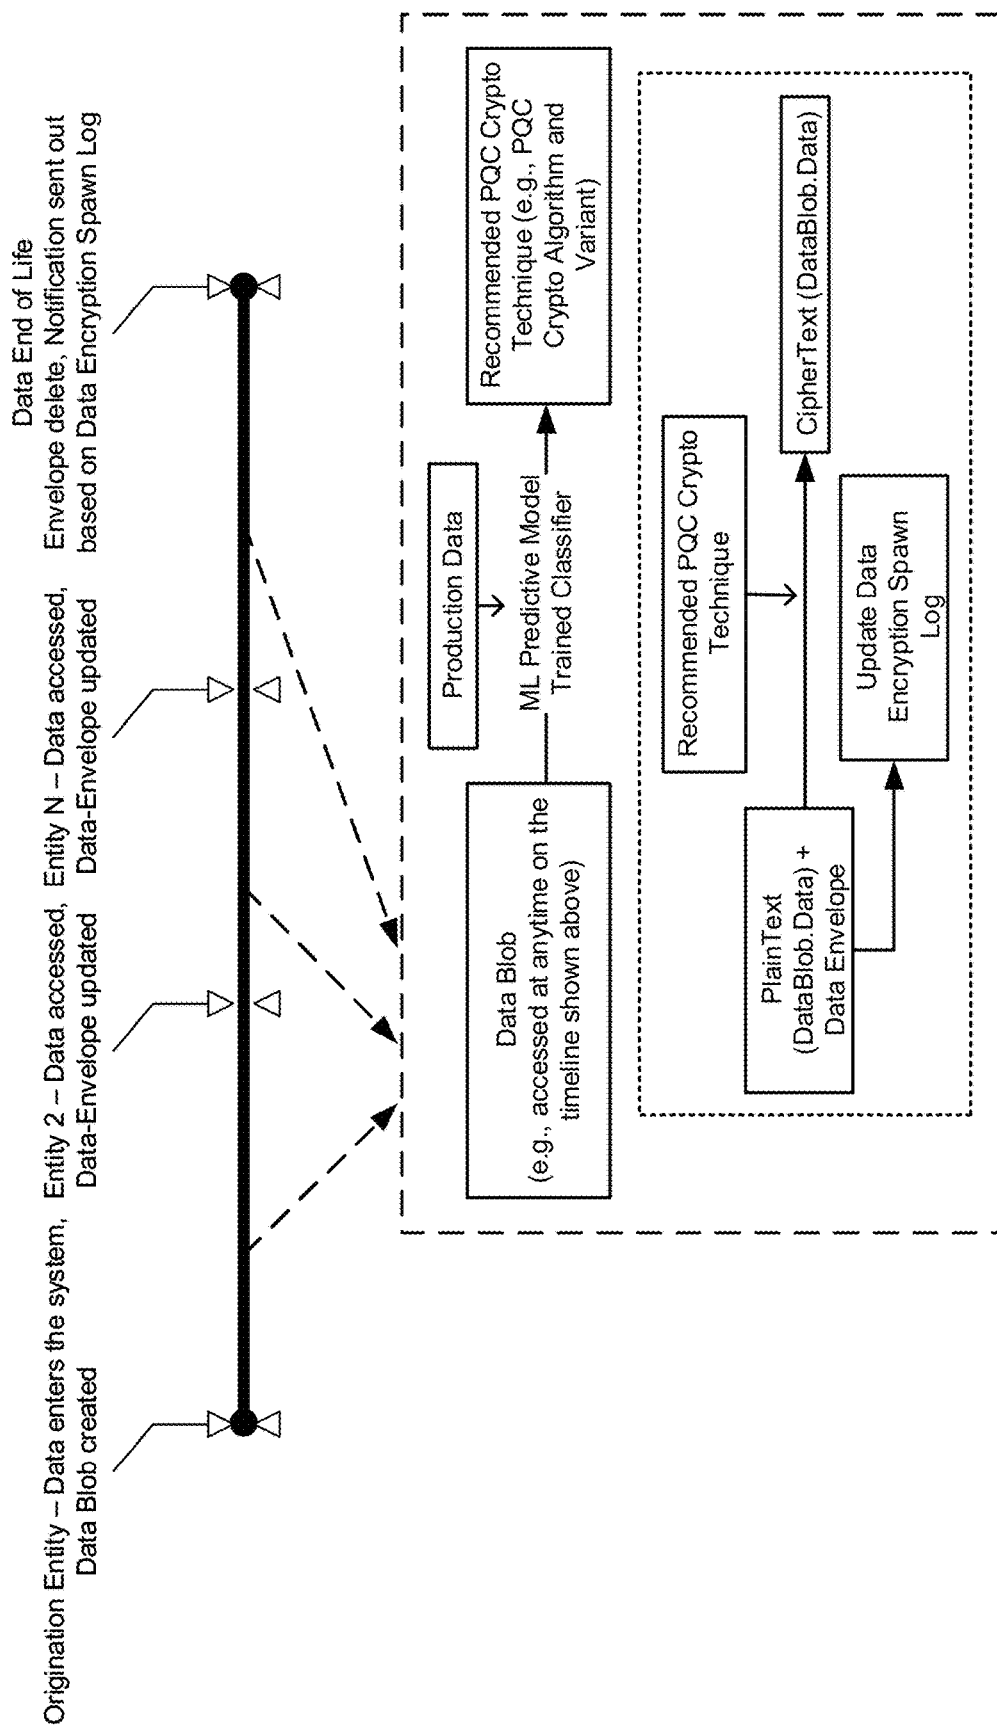 Origination Entity – Data enters the system,
Data Blob created
Entity 2 – Data accessed,
Data-Envelope updated
Entity N – Data accessed,
Data-Envelope updated
Data End of Life
Envelope delete, Notification sent out
based on Data Encryption Spawn Log
Data Blob
(e.g., accessed at anytime on the
timeline shown above)
Production Data
ML Predictive Model
Trained Classifier
Recommended PQC Crypto
Technique (e.g., PQC
Crypto Algorithm and
Variant)
PlainText
(DataBlob.Data) +
Data Envelope
Recommended PQC Crypto
Technique
CipherText (DataBlob.Data)
Update Data
Encryption Spawn
Log